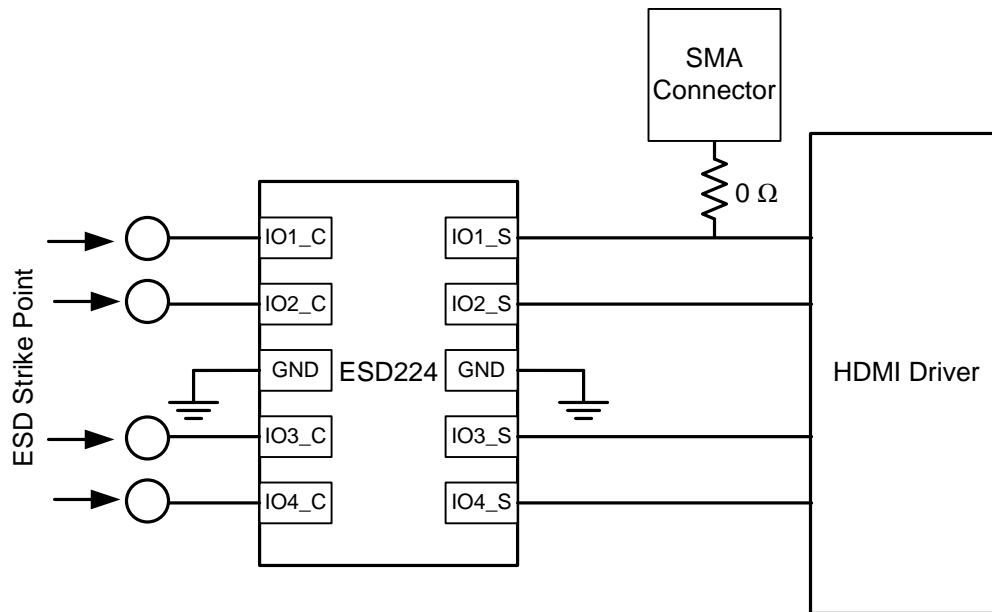 SMA
Connector
0 Ω
ESD Strike Point
IO1_C
IO1_S
IO2_C
IO2_S
GND
ESD224
GND
HDMI Driver
IO3_C
IO3_S
IO4_C
IO4_S